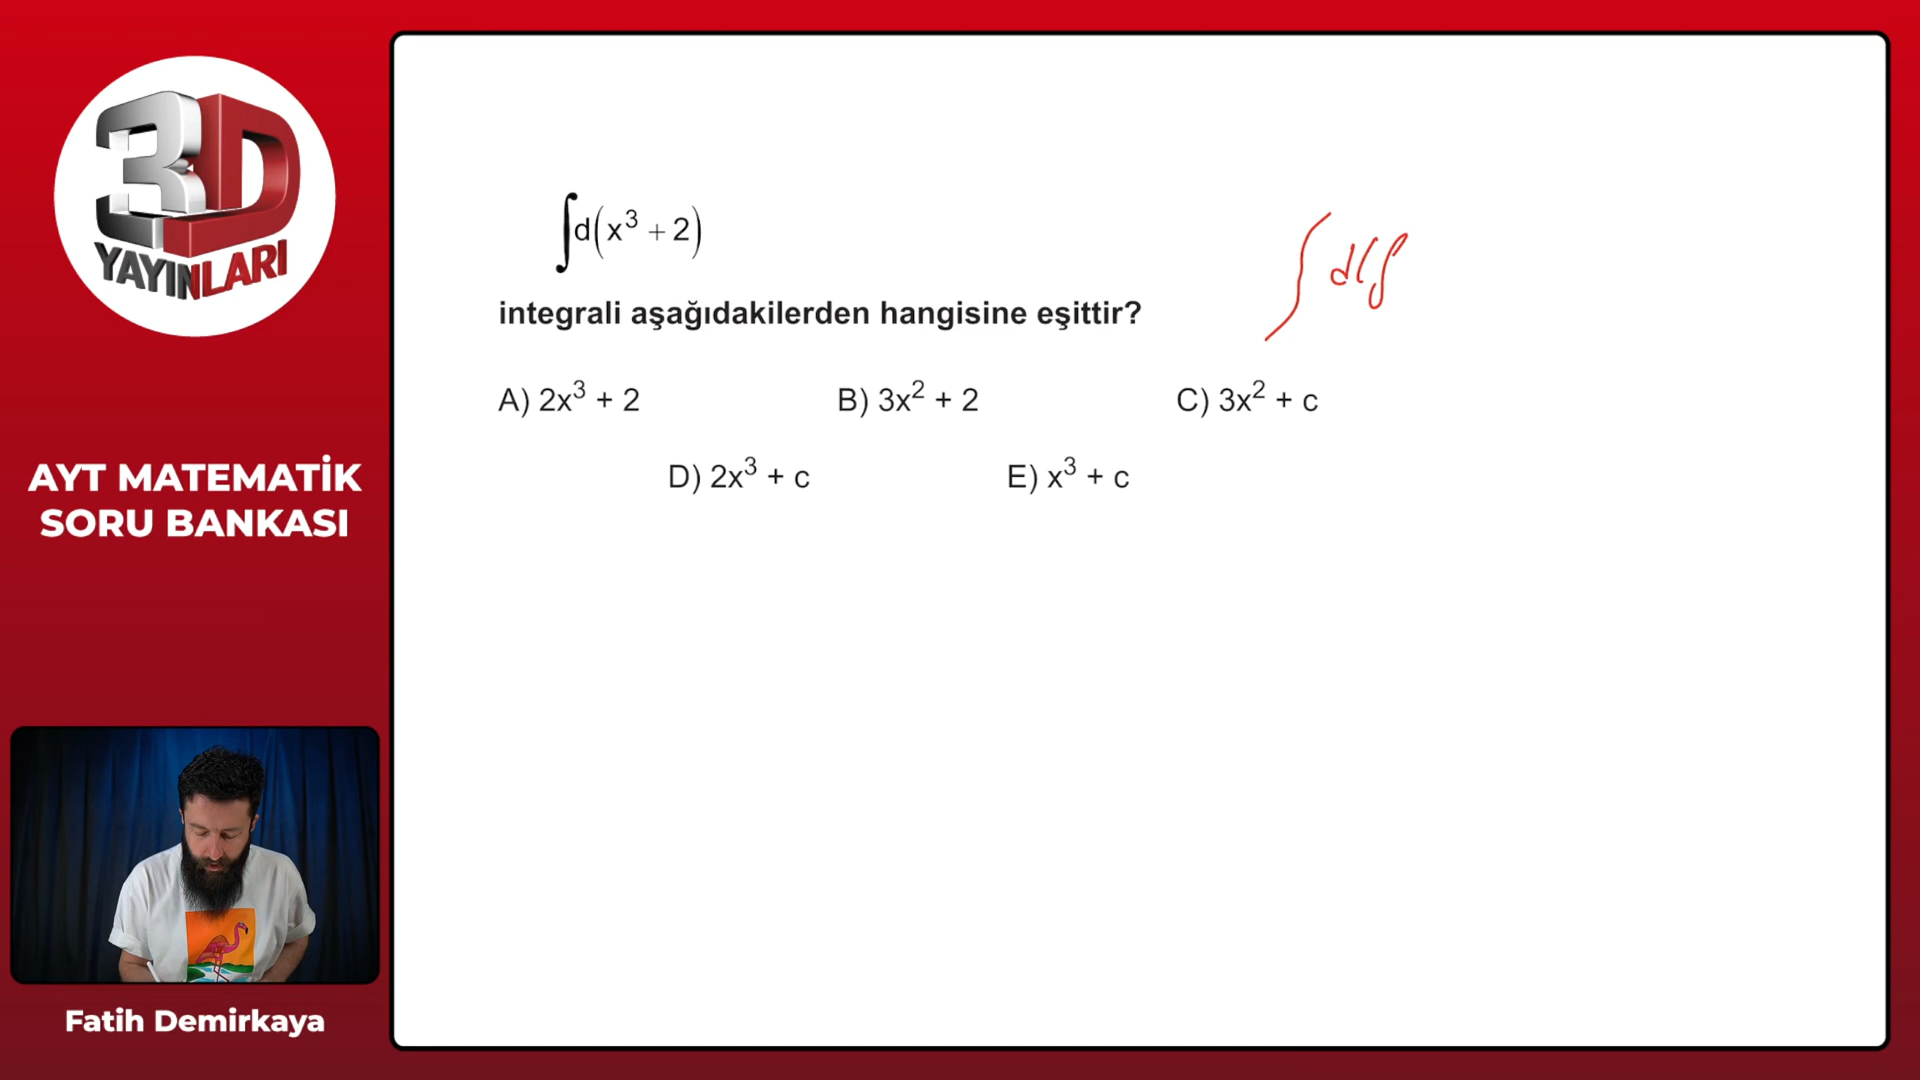 3D
YAYINLARI
AYT MATEMATİK
SORU BANKASI
Fatih Demirkaya
∫d(x³ + 2)
integrali aşağıdakilerden hangisine eşittir?
A) 2x³ + 2 B) 3x² + 2 C) 3x² + c
D) 2x³ + c E) x³ + c
∫ d(f